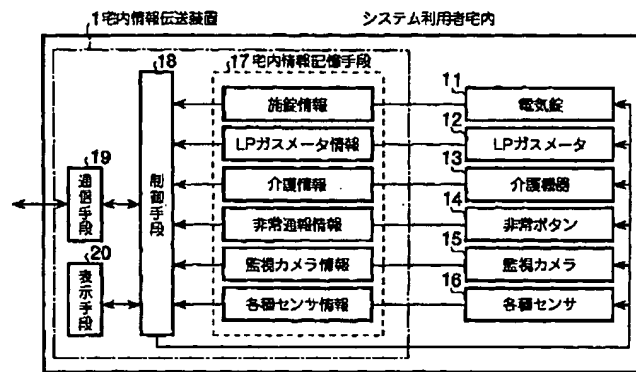 1宅内情報伝送装置
システム利用者宅内
18
17宅内情報記憶手段
11
施錠情報
電気錠
12
LPガスメータ情報
LPガスメータ
19
13
通信手段
制御手段
介護情報
介護機器
14
非常通報情報
非常ボタン
20
15
表示手段
監視カメラ情報
監視カメラ
16
各種センサ情報
各種センサ